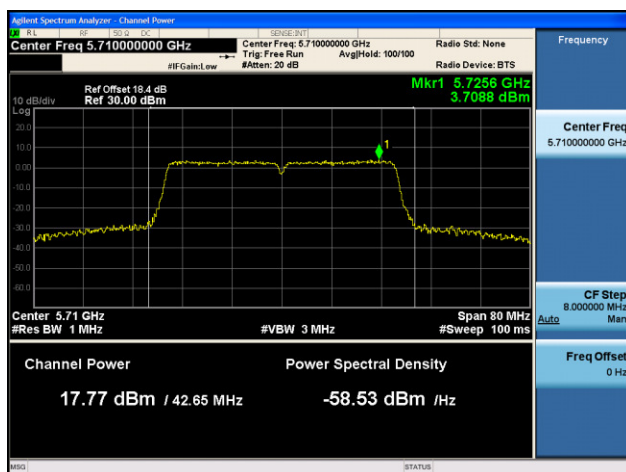 Agilent Spectrum Analyzer - Channel Power
RL RF 50 Ω DC SENSE:INT
Center Freq 5.710000000 GHz
Center Freq: 5.710000000 GHz
Radio Std: None
Trig: Free Run Avg|Hold: 100/100
#IFGain:Low #Atten: 20 dB Radio Device: BTS
Frequency
Ref Offset 18.4 dB
Mkr1 5.7256 GHz
10 dB/div Ref 30.00 dBm 3.7088 dBm
Log
20.0
10.0
0.00
-10.0
-20.0
-30.0
-40.0
-50.0
-60.0
1
Center Freq
5.710000000 GHz
Center 5.71 GHz Span 80 MHz
#Res BW 1 MHz #VBW 3 MHz #Sweep 100 ms
CF Step
8.000000 MHz
Auto Man
Channel Power Power Spectral Density
17.77 dBm / 42.65 MHz -58.53 dBm /Hz
Freq Offset
0 Hz
MSG STATUS